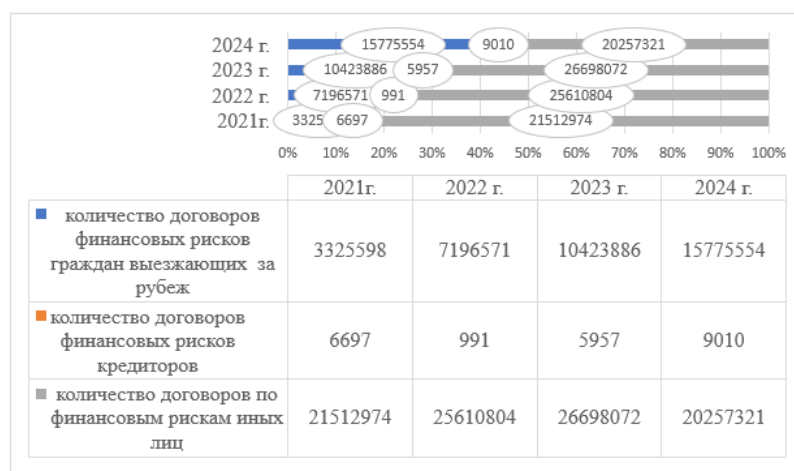 2024 г. 15775554 9010 20257321
2023 г. 10423886 5957 26698072
2022 г. 7196571 991 25610804
2021г. 3325 6697 21512974
0% 10% 20% 30% 40% 50% 60% 70% 80% 90% 100%
2021г. 2022 г. 2023 г. 2024 г.
количество договоров
финансовых рисков
граждан выезжающих за
рубеж
3325598 7196571 10423886 15775554
количество договоров
финансовых рисков
кредиторов
6697 991 5957 9010
количество договоров по
финансовым рискам иных
лиц
21512974 25610804 26698072 20257321